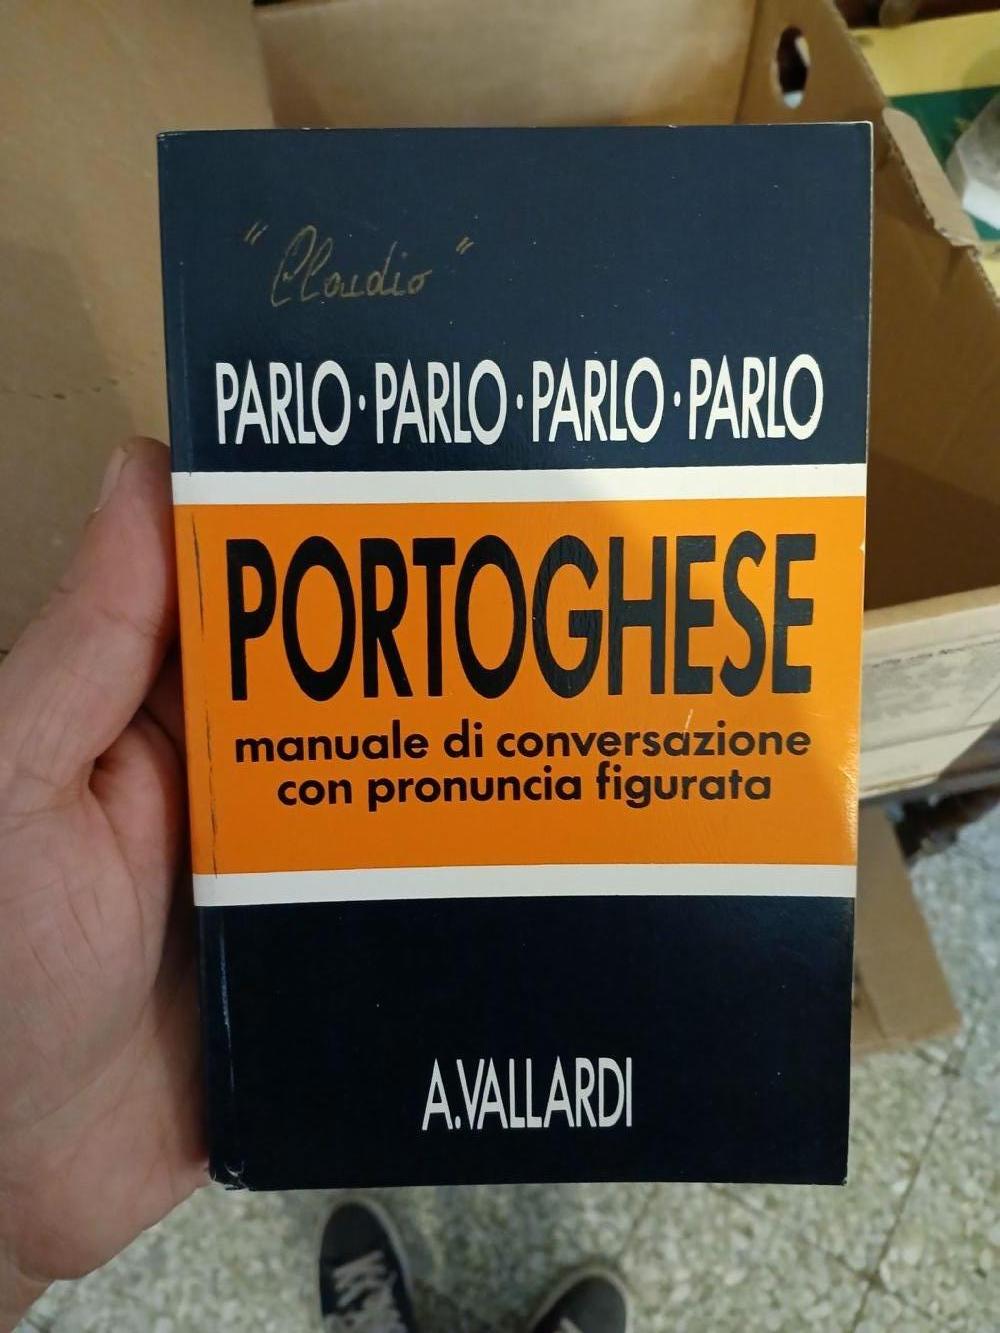 "Claudio"
PARLO·PARLO·PARLO·PARLO
PORTOGHESE
manuale di conversazione
con pronuncia figurata
A.VALLARDI